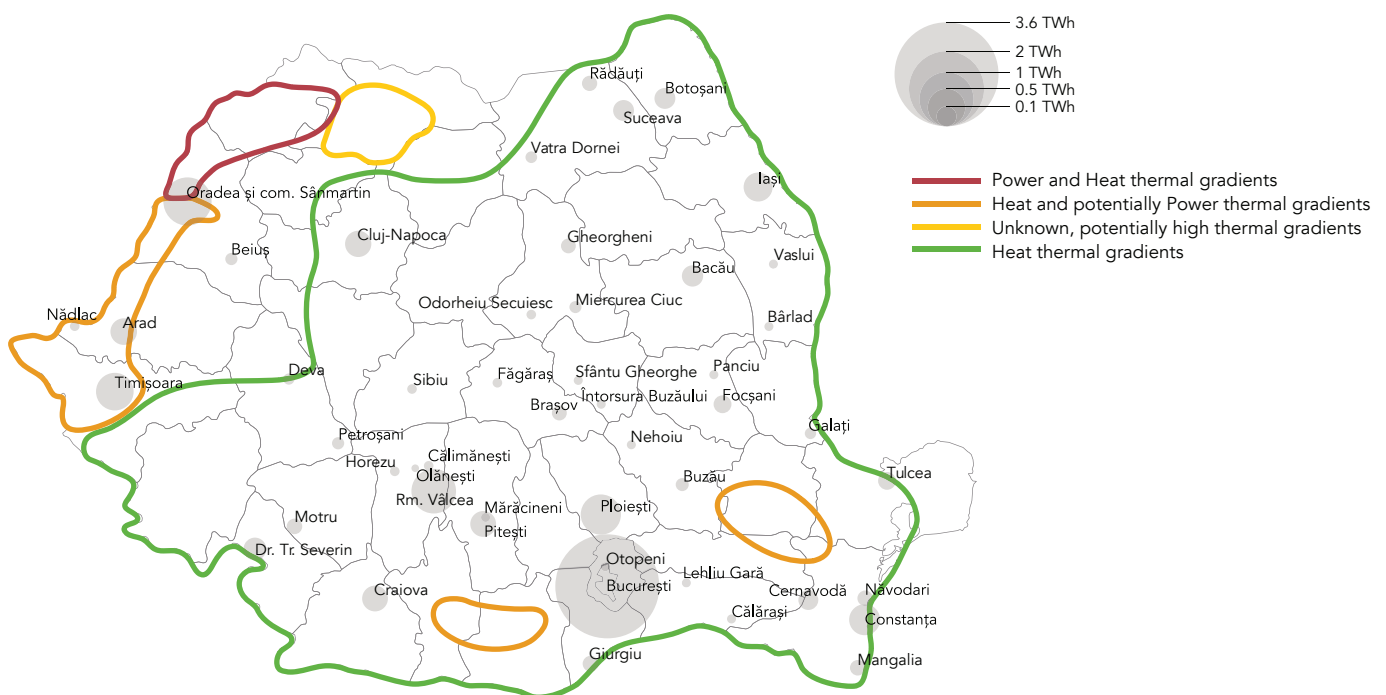 3.6 TWh
2 TWh
1 TWh
0.5 TWh
0.1 TWh
Power and Heat thermal gradients
Heat and potentially Power thermal gradients
Unknown, potentially high thermal gradients
Heat thermal gradients
Rădăuți
Botoșani
Suceava
Vatra Dornei
Iași
Oradea și com. Sânmartin
Cluj-Napoca
Gheorgheni
Beiuș
Vaslui
Bacău
Odorheiu Secuiesc
Miercurea Ciuc
Nădlac
Arad
Bârlad
Timișoara
Deva
Sibiu
Făgăraș
Sfântu Gheorghe
Panciu
Întorsura Buzăului
Focșani
Brașov
Galați
Petroșani
Nehoiu
Călimănești
Horezu
Olănești
Buzău
Tulcea
Rm. Vâlcea
Mărăcineni
Ploiești
Motru
Pitești
Dr. Tr. Severin
Otopeni
Lehliu Gară
București
Craiova
Cernavodă
Năvodari
Călărași
Constanța
Giurgiu
Mangalia